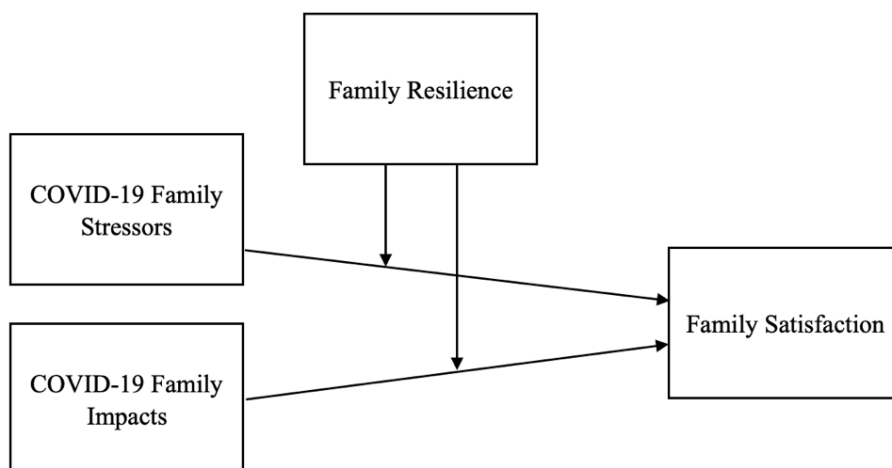 Family Resilience
COVID-19 Family
Stressors
Family Satisfaction
COVID-19 Family
Impacts